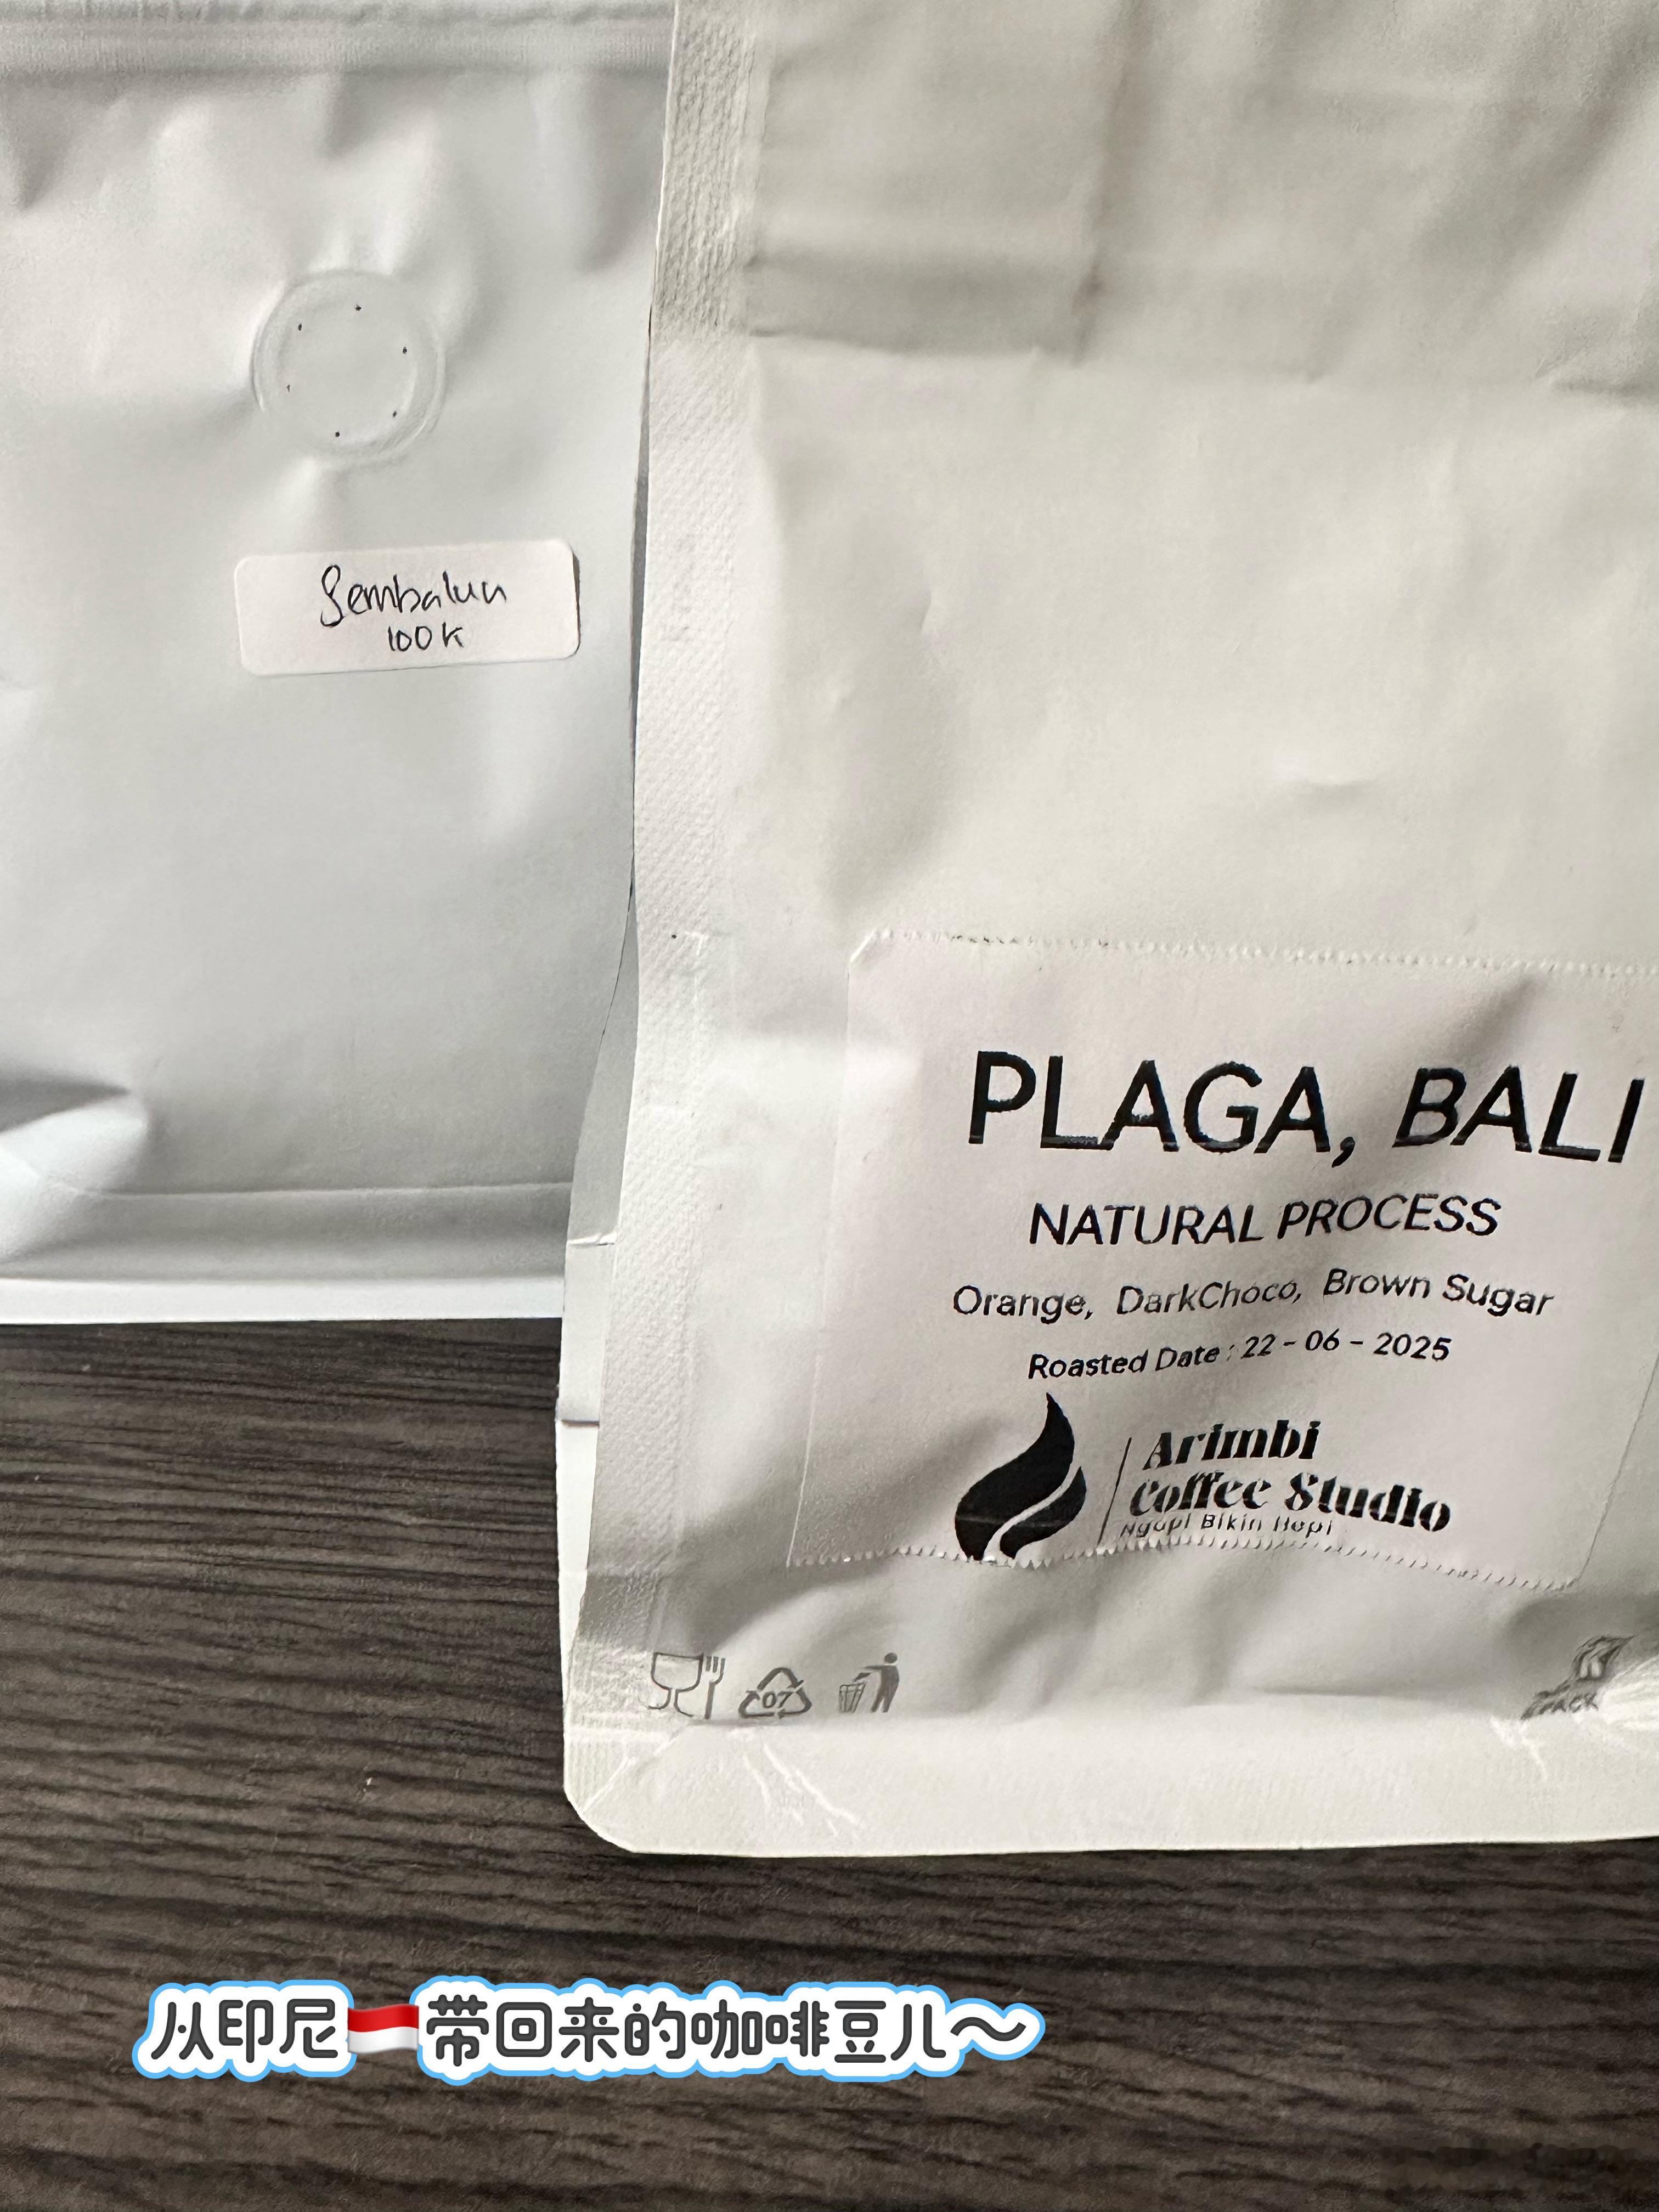 Sembalun
100K
PLAGA, BALI
NATURAL PROCESS
Orange, DarkChoco, Brown Sugar
Roasted Date : 22 - 06 - 2025
Arimbi
Coffee Studio
Ngopi Bikin Hepi
07
PACK
从印尼🇮🇩带回来的咖啡豆儿～